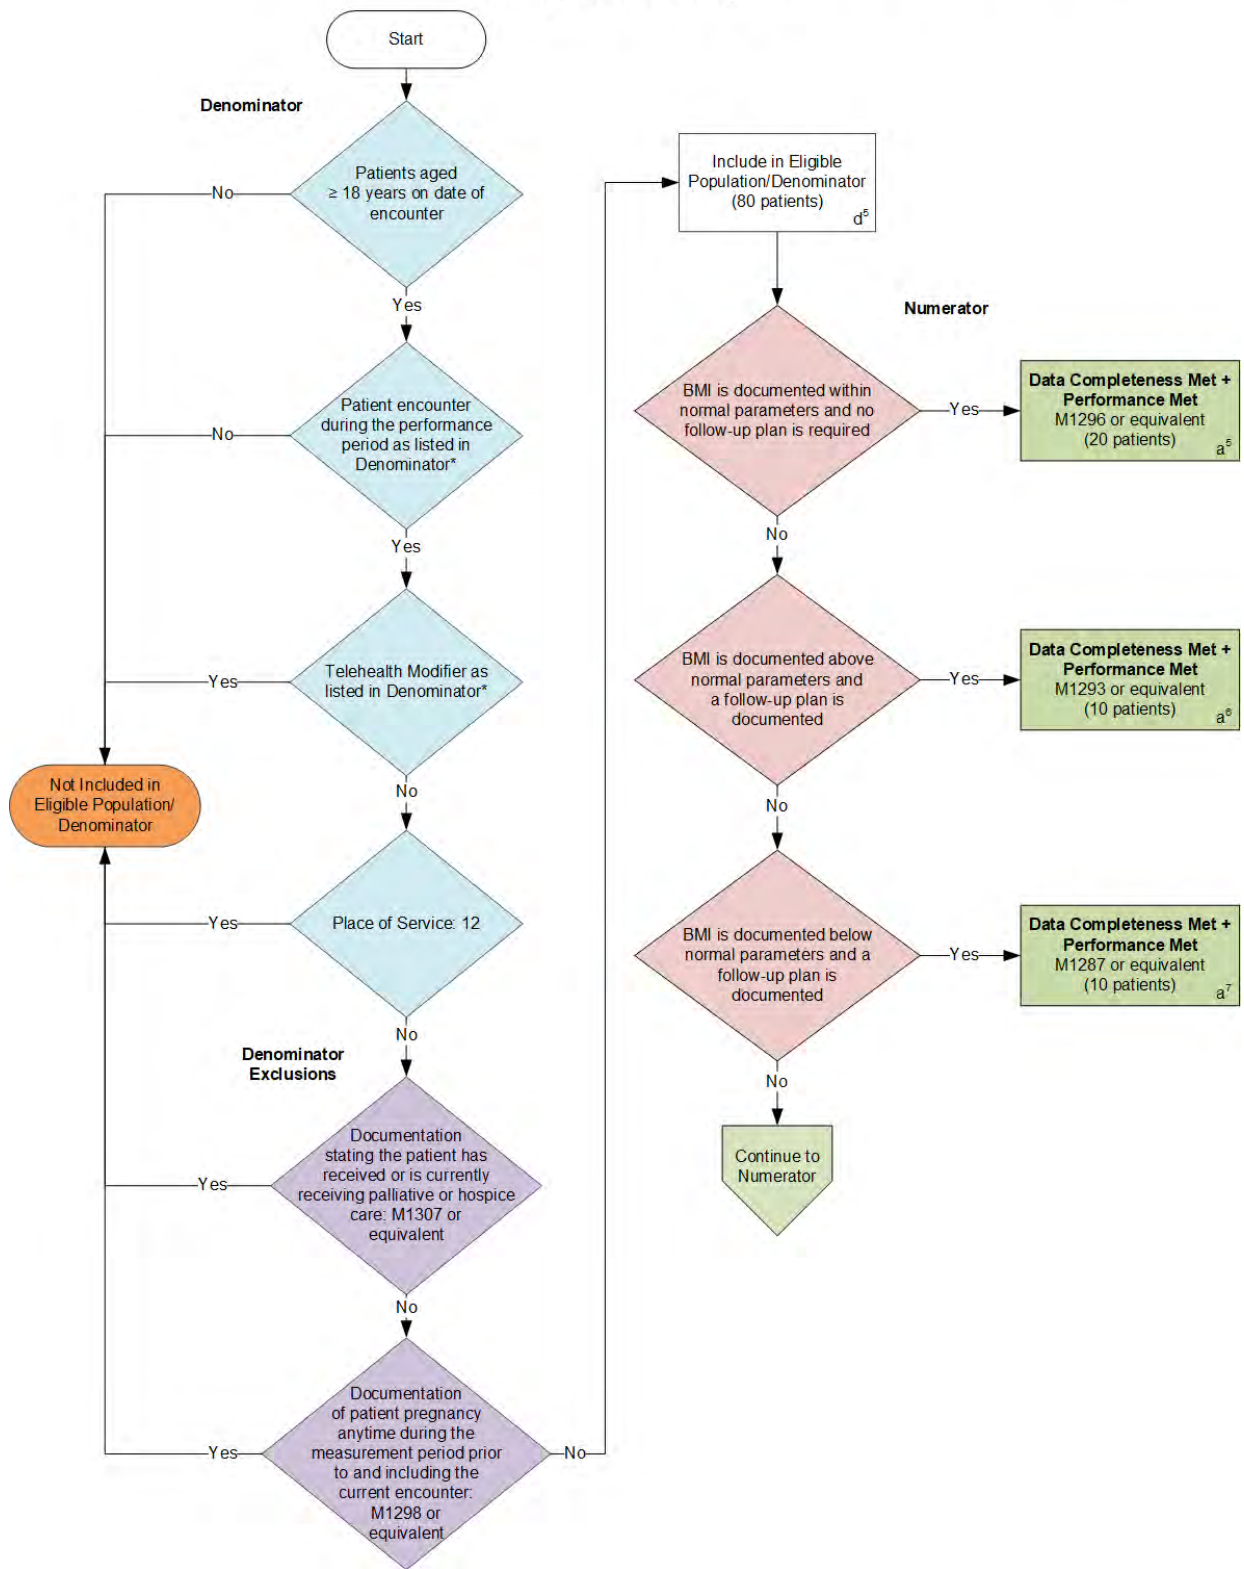 Start
Denominator
Patients aged
≥ 18 years on date of
encounter
No
Yes
Patient encounter
during the performance
period as listed in
Denominator*
No
Yes
Telehealth Modifier as
listed in Denominator*
Yes
No
Not Included in
Eligible Population/
Denominator
Place of Service: 12
Yes
No
Denominator
Exclusions
Documentation
stating the patient has
received or is currently
receiving palliative or hospice
care: M1307 or
equivalent
Yes
No
Documentation
of patient pregnancy
anytime during the
measurement period prior
to and including the
current encounter:
M1298 or
equivalent
Yes
No
Include in Eligible
Population/Denominator
(80 patients)
d⁵
Numerator
BMI is documented within
normal parameters and no
follow-up plan is required
Yes
Data Completeness Met +
Performance Met
M1296 or equivalent
(20 patients)
a⁵
No
BMI is documented above
normal parameters and
a follow-up plan is
documented
Yes
Data Completeness Met +
Performance Met
M1293 or equivalent
(10 patients)
a⁶
No
BMI is documented below
normal parameters and a
follow-up plan is
documented
Yes
Data Completeness Met +
Performance Met
M1287 or equivalent
(10 patients)
a⁷
No
Continue to
Numerator